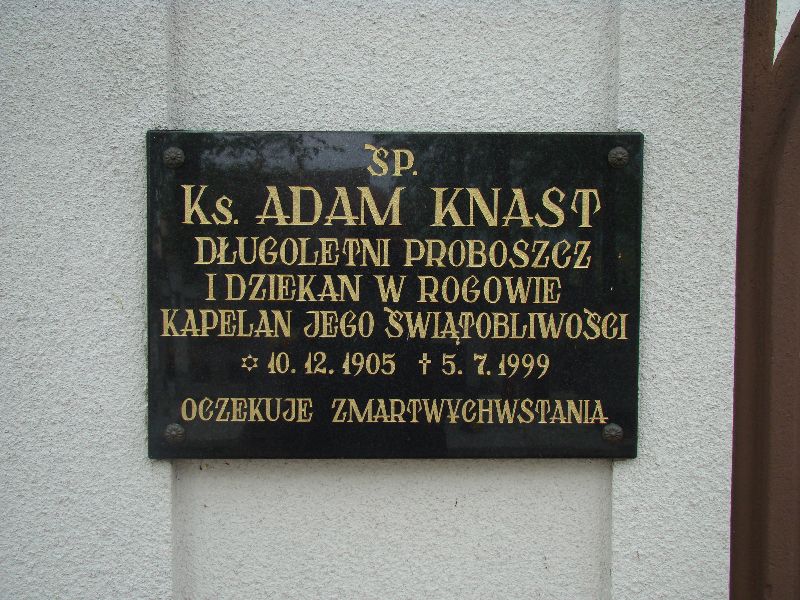 ŚP.
Ks. ADAM KNAST
DŁUGOLETNI PROBOSZCZ
I DZIEKAN W ROGOWIE
KAPELAN JEGO ŚWIĄTOBLIWOŚCI
✡ 10. 12. 1905 ✝ 5. 7. 1999
OCZEKUJE ZMARTWYCHWSTANIA